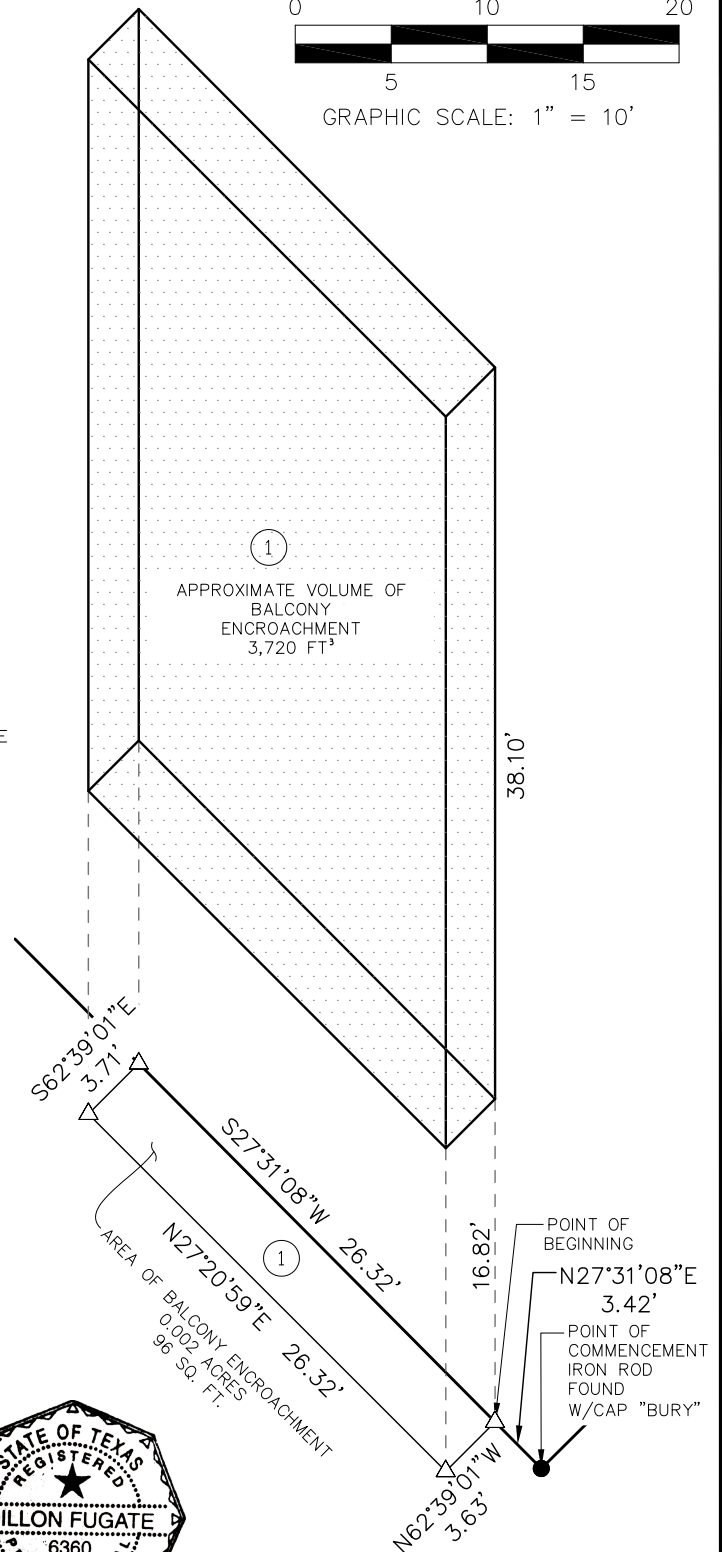 0 10 20
5 15
GRAPHIC SCALE: 1" = 10'
1
APPROXIMATE VOLUME OF
BALCONY
ENCROACHMENT
3,720 FT³
E
38.10'
S62°39'01"E
3.71'
S27°31'08"W 26.32'
1
N27°20'59"E 26.32'
AREA OF BALCONY ENCROACHMENT
0.002 ACRES
96 SQ. FT.
16.82'
POINT OF
BEGINNING
N27°31'08"E
3.42'
POINT OF
COMMENCEMENT
IRON ROD
FOUND
W/CAP "BURY"
N62°39'01"W
3.63'
STATE OF TEXAS
REGISTERED
ILLON FUGATE
6360